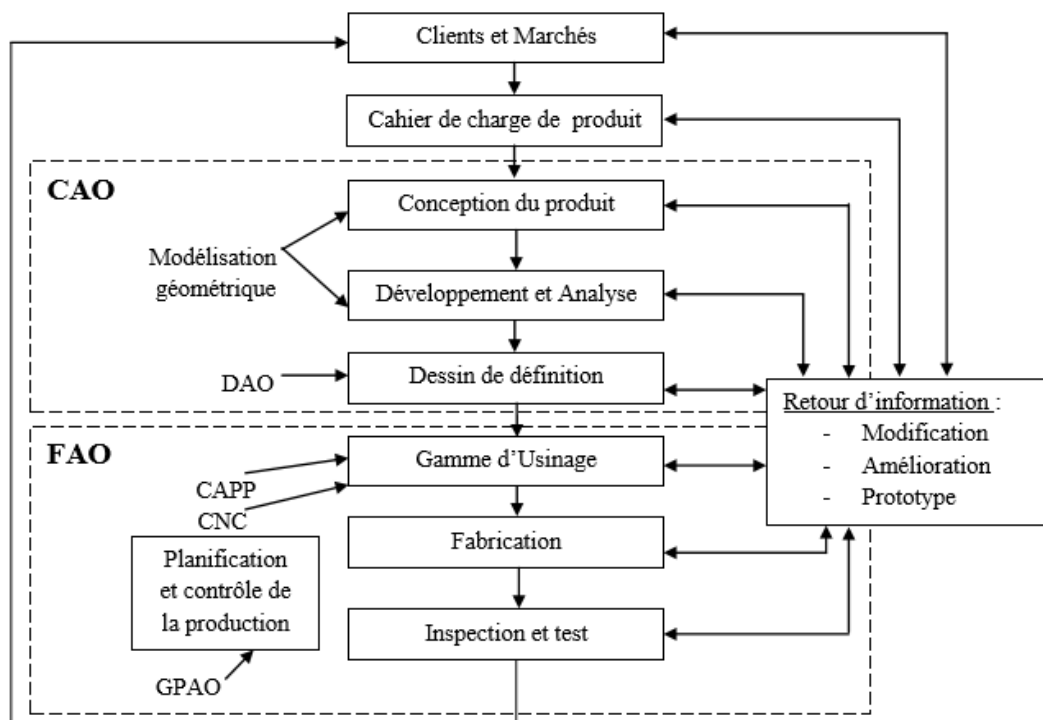 Clients et Marchés
Cahier de charge de produit
CAO
Conception du produit
Modélisation
géométrique
Développement et Analyse
DAO
Dessin de définition
Retour d'information :
- Modification
- Amélioration
- Prototype
FAO
Gamme d'Usinage
CAPP
CNC
Fabrication
Planification
et contrôle de
la production
Inspection et test
GPAO